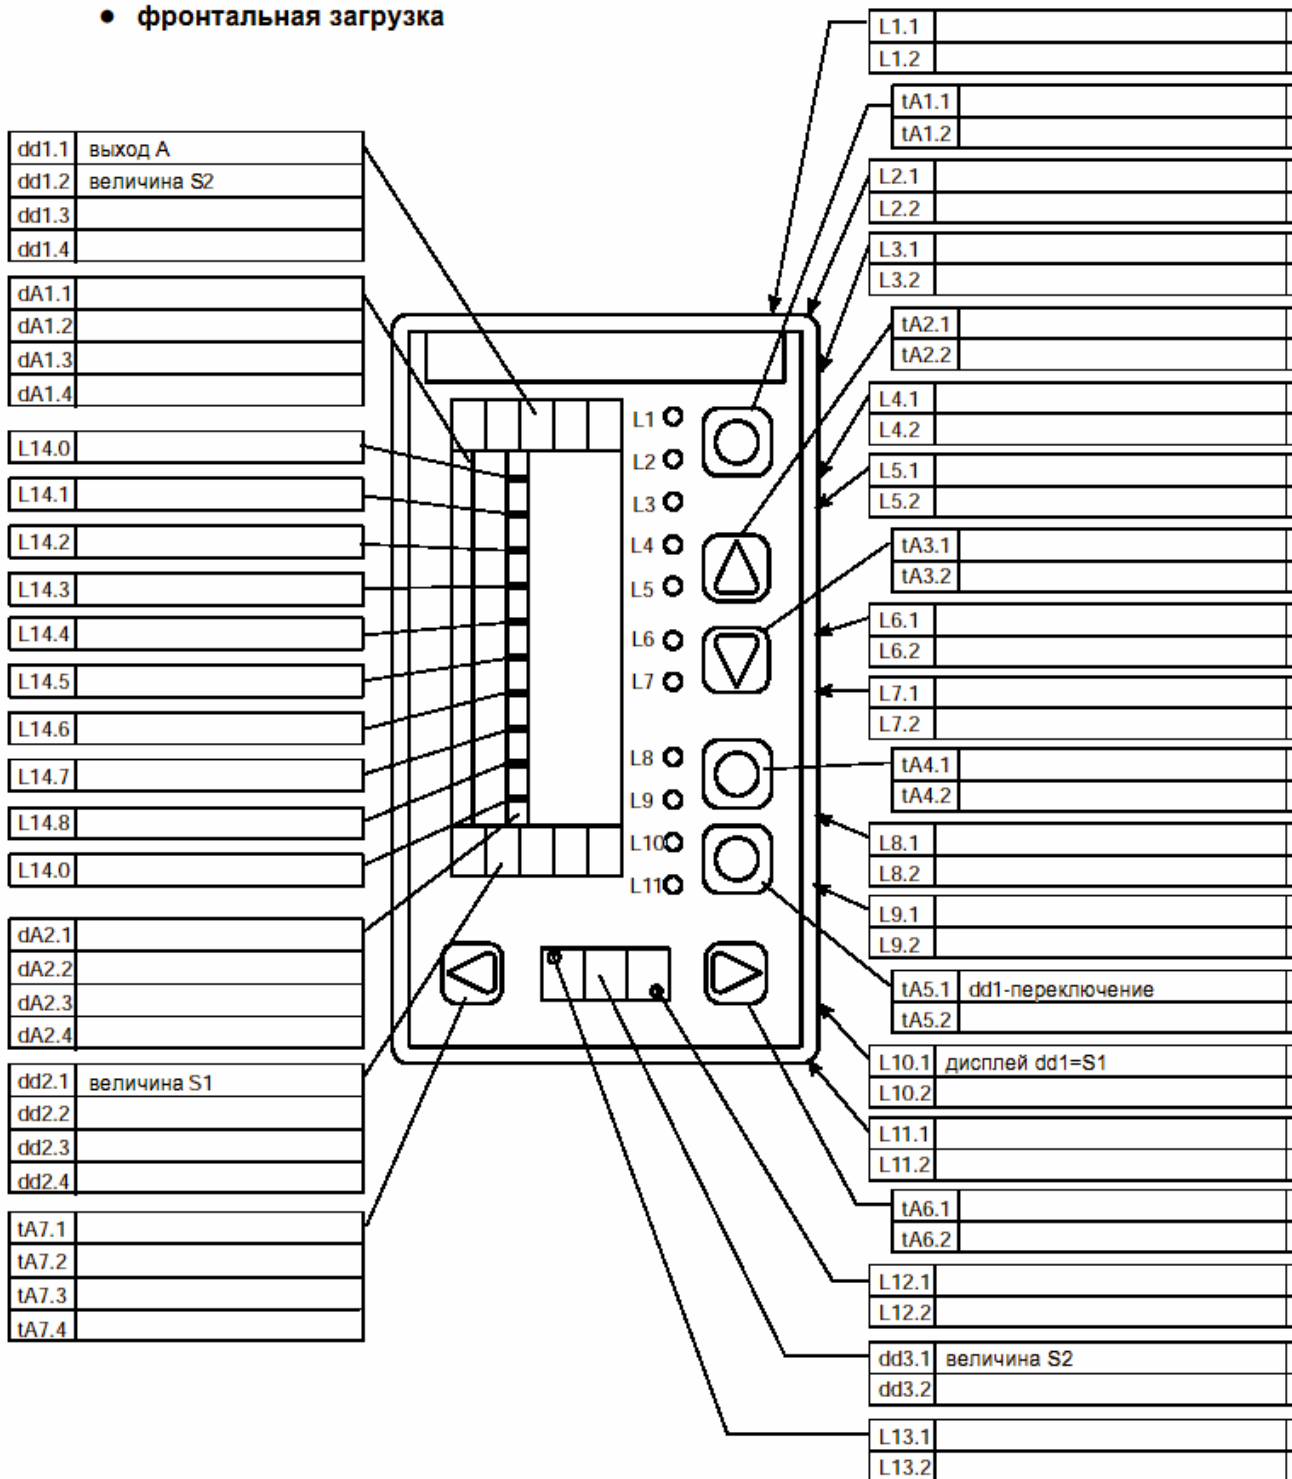 • фронтальная загрузка
dd1.1 выход А
dd1.2 величина S2
dd1.3
dd1.4
dA1.1
dA1.2
dA1.3
dA1.4
L14.0
L14.1
L14.2
L14.3
L14.4
L14.5
L14.6
L14.7
L14.8
L14.0
dA2.1
dA2.2
dA2.3
dA2.4
dd2.1 величина S1
dd2.2
dd2.3
dd2.4
tA7.1
tA7.2
tA7.3
tA7.4
L1
L2
L3
L4
L5
L6
L7
L8
L9
L10
L11
L1.1
L1.2
tA1.1
tA1.2
L2.1
L2.2
L3.1
L3.2
tA2.1
tA2.2
L4.1
L4.2
L5.1
L5.2
tA3.1
tA3.2
L6.1
L6.2
L7.1
L7.2
tA4.1
tA4.2
L8.1
L8.2
L9.1
L9.2
tA5.1 dd1-переключение
tA5.2
L10.1 дисплей dd1=S1
L10.2
L11.1
L11.2
tA6.1
tA6.2
L12.1
L12.2
dd3.1 величина S2
dd3.2
L13.1
L13.2